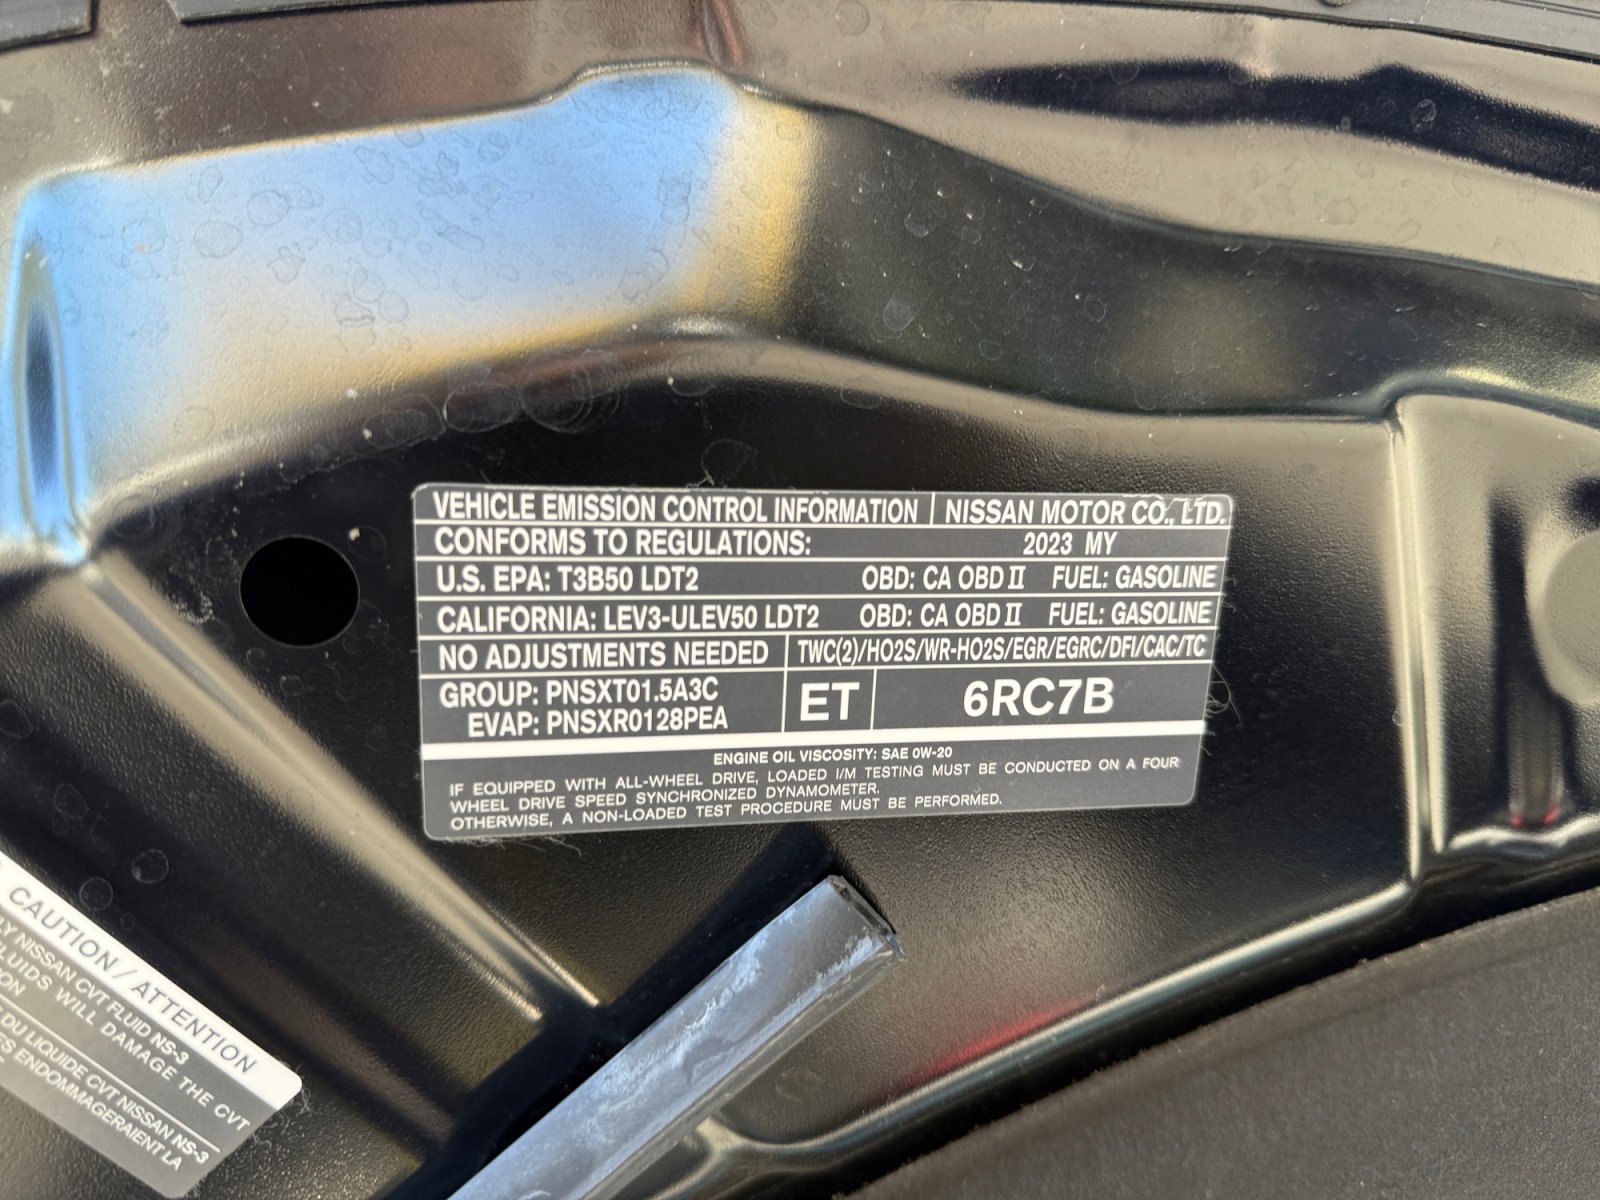 VEHICLE EMISSION CONTROL INFORMATION NISSAN MOTOR CO., LTD.
CONFORMS TO REGULATIONS: 2023 MY
U.S. EPA: T3B50 LDT2 OBD: CA OBD II FUEL: GASOLINE
CALIFORNIA: LEV3-ULEV50 LDT2 OBD: CA OBD II FUEL: GASOLINE
NO ADJUSTMENTS NEEDED TWC(2)/HO2S/WR-HO2S/EGR/EGRC/DFI/CAC/TC
GROUP: PNSXT01.5A3C ET 6RC7B
EVAP: PNSXR0128PEA
ENGINE OIL VISCOSITY: SAE 0W-20
IF EQUIPPED WITH ALL-WHEEL DRIVE, LOADED I/M TESTING MUST BE CONDUCTED ON A FOUR
WHEEL DRIVE SPEED SYNCHRONIZED DYNAMOMETER.
OTHERWISE, A NON-LOADED TEST PROCEDURE MUST BE PERFORMED.
CAUTION / ATTENTION
NISSAN CVT FLUID NS-3
FLUIDS WILL DAMAGE THE CVT
DU LIQUIDE CVT NISSAN NS-3
ENDOMMAGERAIENT LA